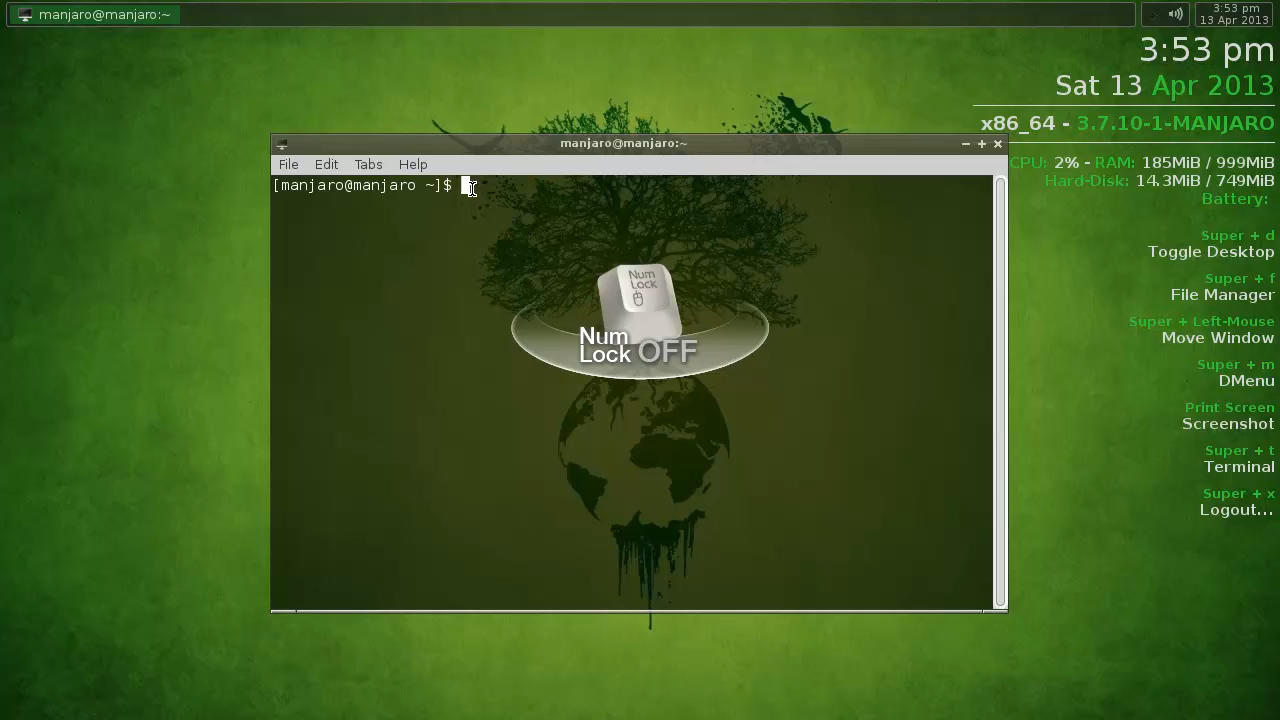 manjaro@manjaro:~
3:53 pm
13 Apr 2013
3:53 pm
Sat 13 Apr 2013
x86_64 - 3.7.10-1-MANJARO
CPU: 2% - RAM: 185MiB / 999MiB
Hard-Disk: 14.3MiB / 749MiB
Battery:
Super + d
Toggle Desktop
Super + f
File Manager
Super + Left-Mouse
Move Window
Super + m
DMenu
Print Screen
Screenshot
Super + t
Terminal
Super + x
Logout...
manjaro@manjaro:~
File Edit Tabs Help
[manjaro@manjaro ~]$
Num
Lock
Num
Lock OFF